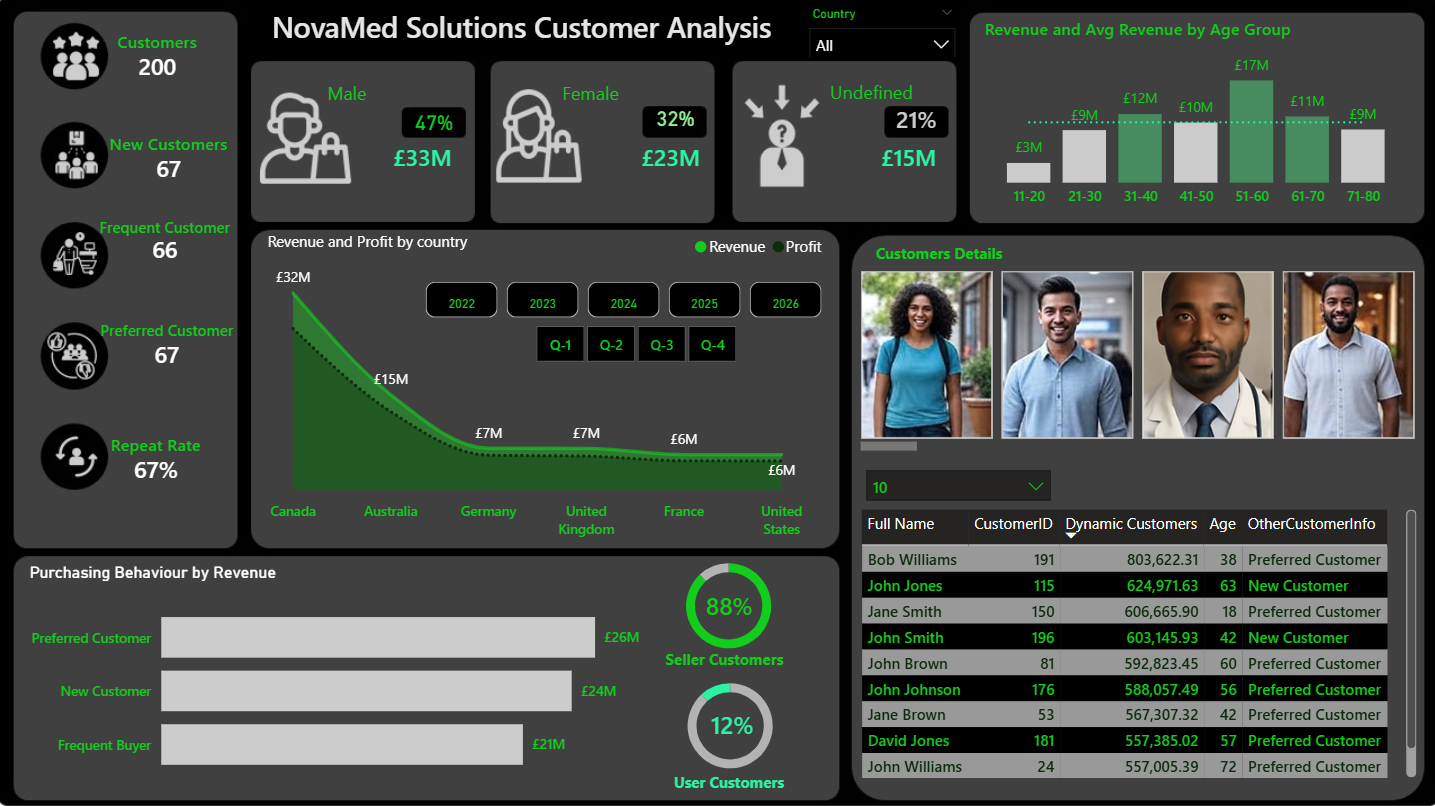 NovaMed Solutions Customer Analysis
Country
All
Customers
200
New Customers
67
Frequent Customer
66
Preferred Customer
67
Repeat Rate
67%
Male
47%
£33M
Female
32%
£23M
Undefined
21%
£15M
Revenue and Avg Revenue by Age Group
£3M £9M £12M £10M £17M £11M £9M
11-20 21-30 31-40 41-50 51-60 61-70 71-80
Revenue and Profit by country
Revenue Profit
2022 2023 2024 2025 2026
Q-1 Q-2 Q-3 Q-4
£32M £15M £7M £7M £6M £6M
Canada Australia Germany United Kingdom France United States
Customers Details
10
Full Name CustomerID Dynamic Customers Age OtherCustomerInfo
Bob Williams 191 803,622.31 38 Preferred Customer
John Jones 115 624,971.63 63 New Customer
Jane Smith 150 606,665.90 18 Preferred Customer
John Smith 196 603,145.93 42 New Customer
John Brown 81 592,823.45 60 Preferred Customer
John Johnson 176 588,057.49 56 Preferred Customer
Jane Brown 53 567,307.32 42 Preferred Customer
David Jones 181 557,385.02 57 Preferred Customer
John Williams 24 557,005.39 72 Preferred Customer
Purchasing Behaviour by Revenue
Preferred Customer £26M
New Customer £24M
Frequent Buyer £21M
88%
Seller Customers
12%
User Customers